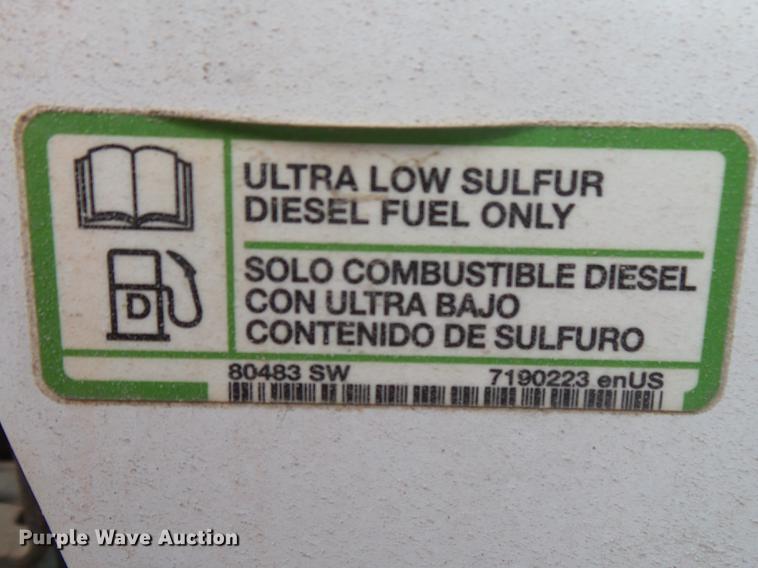 ULTRA LOW SULFUR
DIESEL FUEL ONLY
SOLO COMBUSTIBLE DIESEL
CON ULTRA BAJO
CONTENIDO DE SULFURO
D
80483 SW 7190223 enUS
Purple Wave Auction